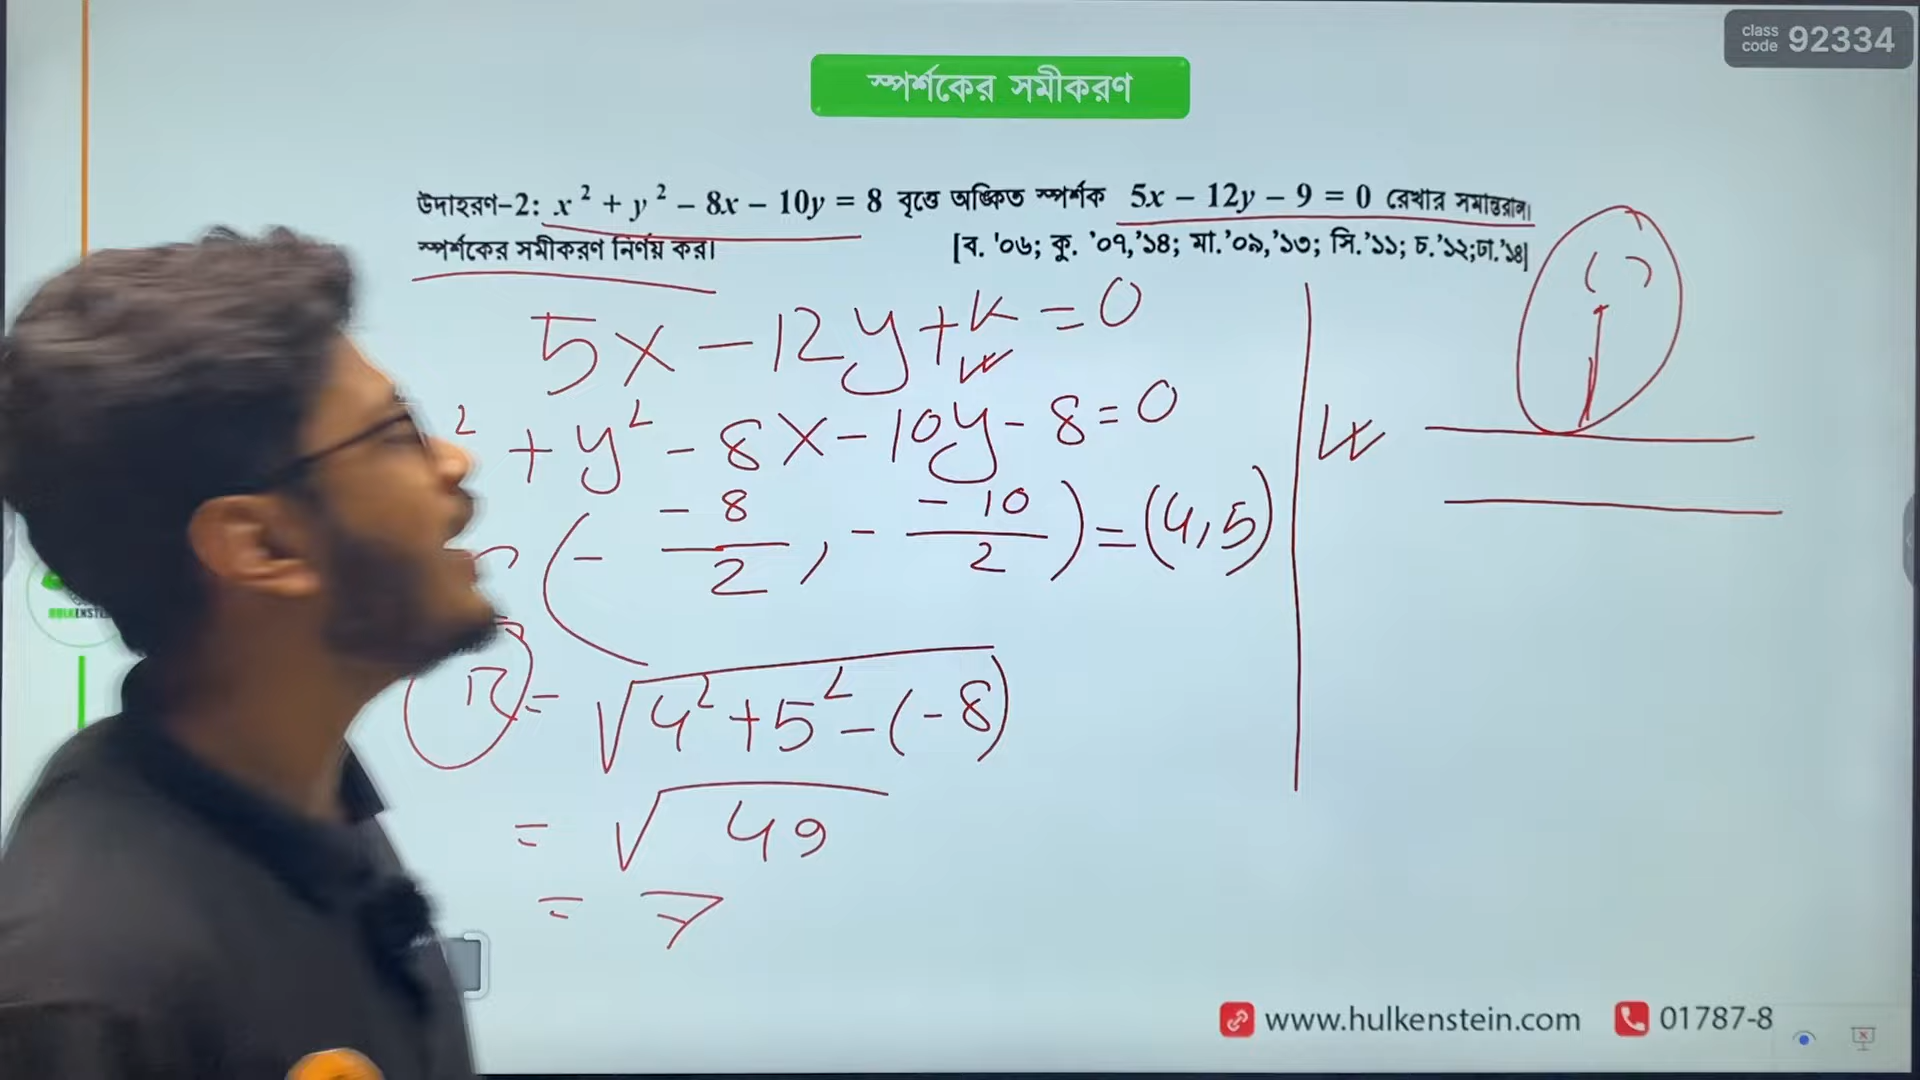 class code 92334
স্পর্শকের সমীকরণ
উদাহরণ-2: x² + y² – 8x – 10y = 8 বৃত্তে অঙ্কিত স্পর্শক 5x – 12y – 9 = 0 রেখার সমান্তরাল।
স্পর্শকের সমীকরণ নির্ণয় কর। [ব. '০৬; কু. '০৭,'১৪; মা.'০৯,'১৩; সি.'১১; চ.'১২;ঢা.'১৪]
5x – 12y + k = 0
² + y² – 8x – 10y – 8 = 0
(– –8/2, – –10/2) = (4, 5)
= √4² + 5² – (–8)
= √49
= 7
www.hulkenstein.com 01787-8